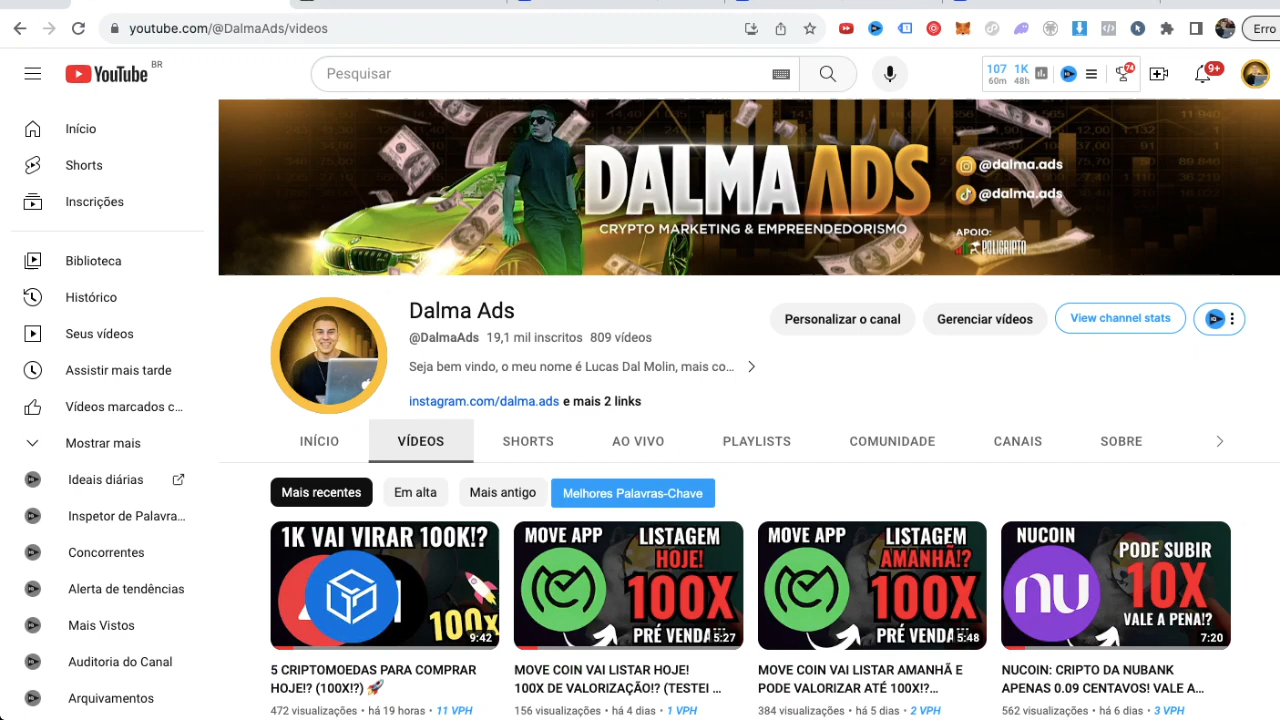 youtube.com/@DalmaAds/videos
Erro
YouTube BR
Pesquisar
107 1K
60m 48h
74
9+
Início
Shorts
Inscrições
Biblioteca
Histórico
Seus vídeos
Assistir mais tarde
Vídeos marcados c...
Mostrar mais
Ideais diárias
Inspetor de Palavra...
Concorrentes
Alerta de tendências
Mais Vistos
Auditoria do Canal
Arquivamentos
DALMA ADS
CRYPTO MARKETING & EMPREENDEDORISMO
@dalma.ads
@dalma.ads
APOIO:
POLIGRIPTO
Dalma Ads
@DalmaAds 19,1 mil inscritos 809 vídeos
Seja bem vindo, o meu nome é Lucas Dal Molin, mais co...
instagram.com/dalma.ads e mais 2 links
Personalizar o canal
Gerenciar vídeos
View channel stats
INÍCIO VÍDEOS SHORTS AO VIVO PLAYLISTS COMUNIDADE CANAIS SOBRE
Mais recentes Em alta Mais antigo Melhores Palavras-Chave
1K VAI VIRAR 100K!?
100x
9:42
5 CRIPTOMOEDAS PARA COMPRAR
HOJE!? (100X!?) 🚀
472 visualizações • há 19 horas • 11 VPH
MOVE APP
LISTAGEM
HOJE!
100X
PRÉ VENDA
5:27
MOVE COIN VAI LISTAR HOJE!
100X DE VALORIZAÇÃO!? (TESTEI ...
156 visualizações • há 4 dias • 1 VPH
MOVE APP
LISTAGEM
AMANHÃ!?
100X
PRÉ VENDA
5:48
MOVE COIN VAI LISTAR AMANHÃ E
PODE VALORIZAR ATÉ 100X!?...
384 visualizações • há 5 dias • 2 VPH
NUCOIN
nu
PODE SUBIR
10X
VALE A PENA!?
7:20
NUCOIN: CRIPTO DA NUBANK
APENAS 0.09 CENTAVOS! VALE A...
562 visualizações • há 6 dias • 3 VPH